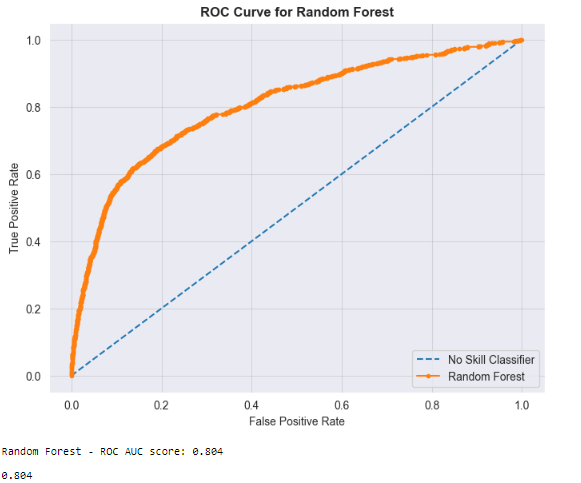 ROC Curve for Random Forest
1.0
0.8
0.6
0.4
0.2
0.0
True Positive Rate
0.0 0.2 0.4 0.6 0.8 1.0
False Positive Rate
No Skill Classifier
Random Forest
Random Forest - ROC AUC score: 0.804
0.804